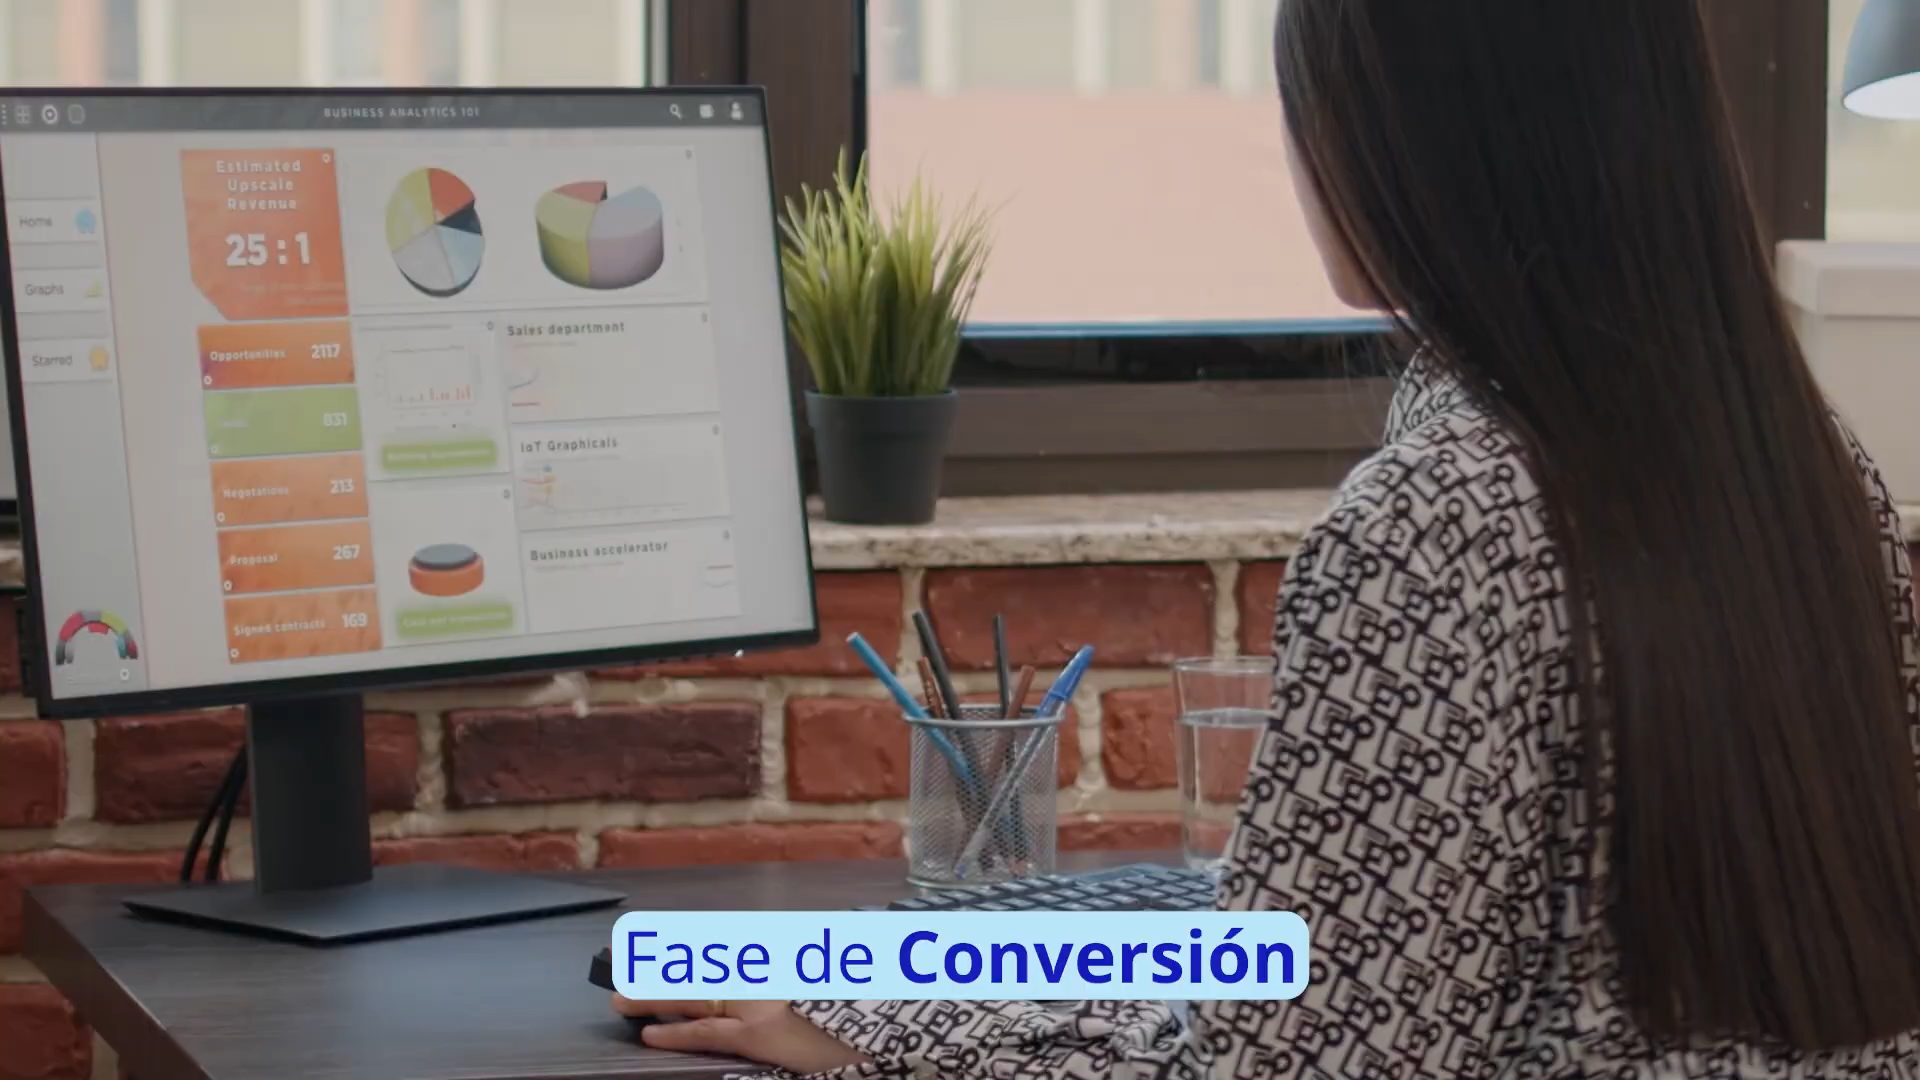 BUSINESS ANALYTICS 101
Estimated
Upscale
Revenue
25:1
Home
Graphs
Starred
Opportunities 2117
831
Negotations 213
Proposal 267
Signed contracts 169
Sales department
IoT Graphicals
Business accelerator
Fase de Conversión